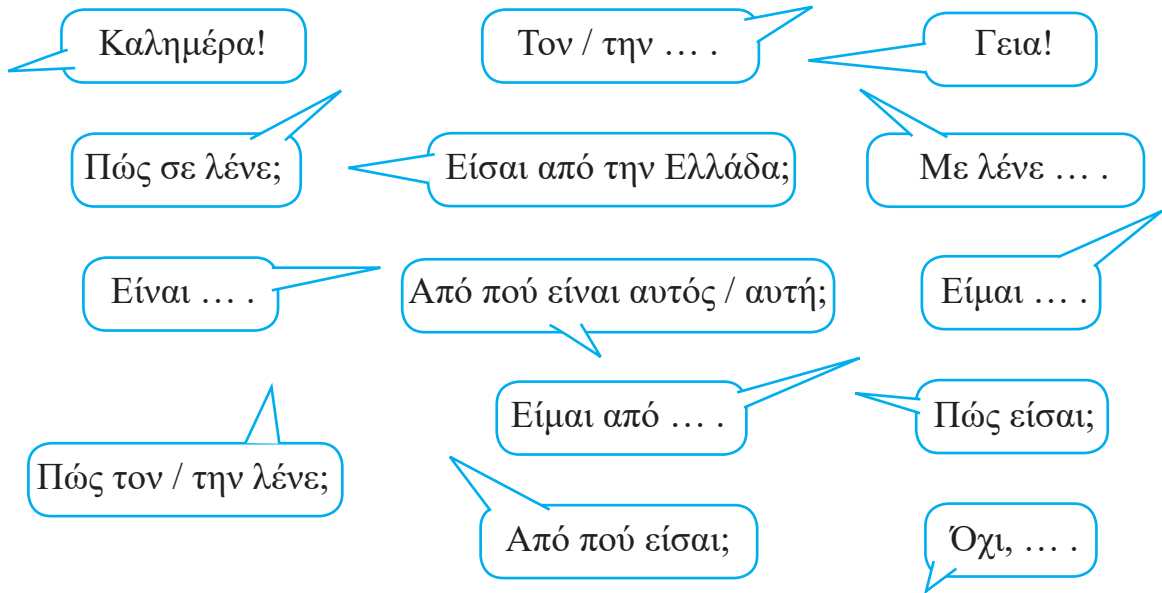 Καλημέρα!
Τον / την … .
Γεια!
Πώς σε λένε;
Είσαι από την Ελλάδα;
Με λένε … .
Είναι … .
Από πού είναι αυτός / αυτή;
Είμαι … .
Είμαι από … .
Πώς είσαι;
Πώς τον / την λένε;
Από πού είσαι;
Όχι, … .